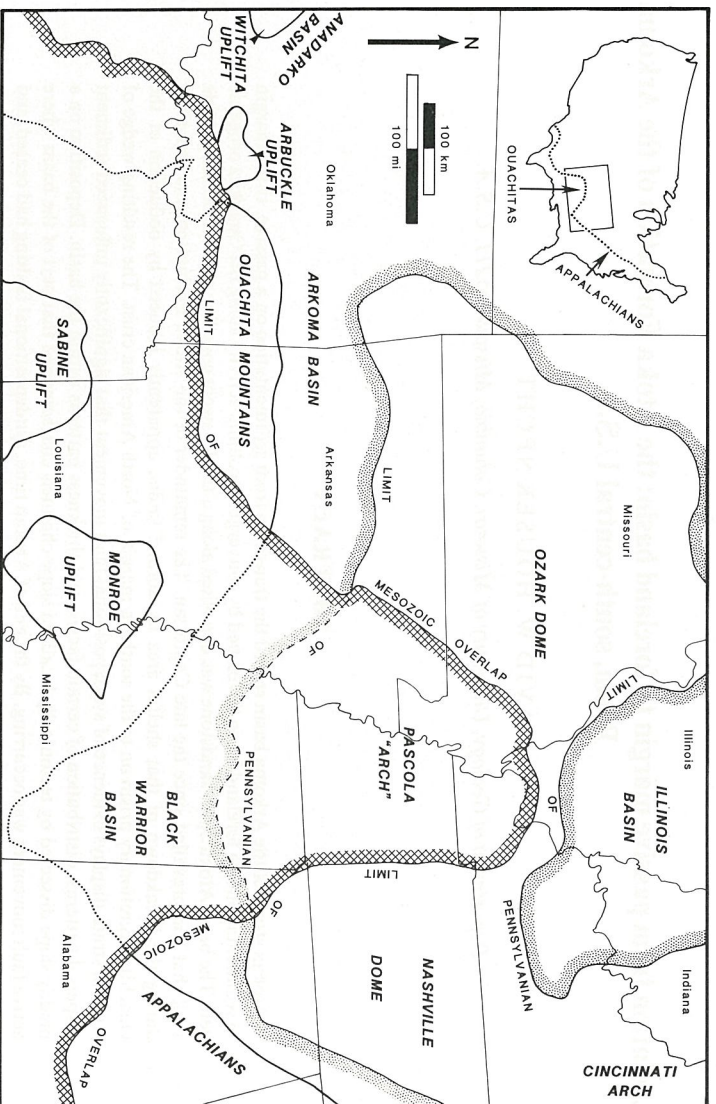 OUACHITAS
APPALACHIANS
N
100 km
100 mi
ANADARKO
BASIN
WITCHITA
UPLIFT
ARBUCKLE
UPLIFT
Oklahoma
OUACHITA MOUNTAINS
ARKOMA BASIN
LIMIT
OF
MESOZOIC
OVERLAP
LIMIT
OF
PENNSYLVANIAN
Arkansas
Missouri
OZARK DOME
SABINE
UPLIFT
Louisiana
MONROE
UPLIFT
Mississippi
PASCOLA
"ARCH"
BLACK
WARRIOR
BASIN
Illinois
ILLINOIS
BASIN
LIMIT
OF
PENNSYLVANIAN
Indiana
LIMIT
OF
MESOZOIC
OVERLAP
NASHVILLE
DOME
Alabama
APPALACHIANS
CINCINNATI
ARCH